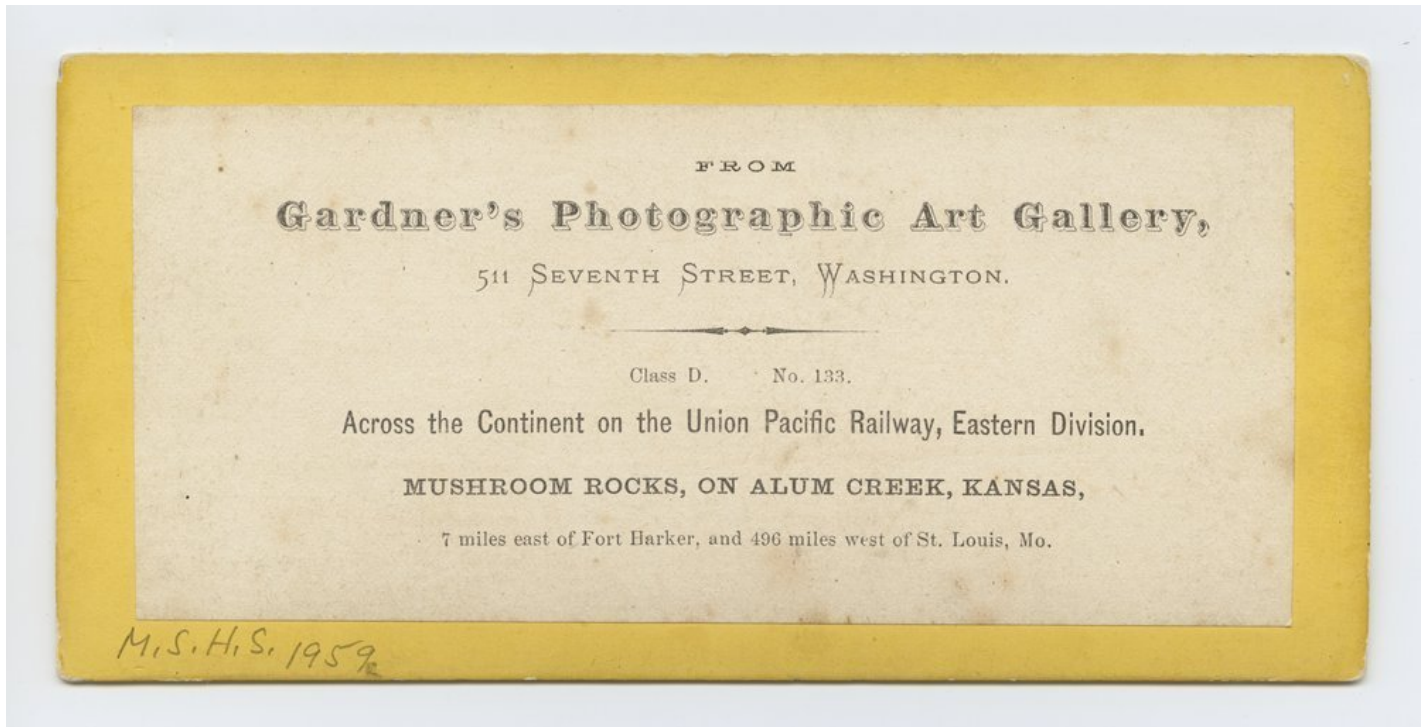 FROM
Gardner's Photographic Art Gallery,
511 SEVENTH STREET, WASHINGTON.
Class D. No. 133.
Across the Continent on the Union Pacific Railway, Eastern Division.
MUSHROOM ROCKS, ON ALUM CREEK, KANSAS,
7 miles east of Fort Harker, and 496 miles west of St. Louis, Mo.
M.S.H.S. 1959